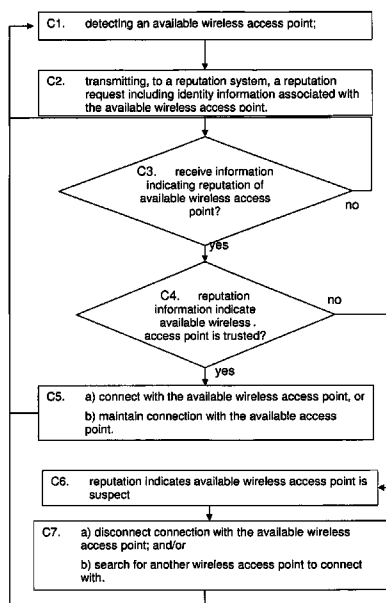 C1. detecting an available wireless access point;
C2. transmitting, to a reputation system, a reputation
request including identity information associated with
the available wireless access point.
C3. receive information
indicating reputation of
available wireless access
point?
no
yes
C4. reputation
information indicate
available wireless.
access point is trusted?
no
yes
C5. a) connect with the available wireless access point, or
b) maintain connection with the available access
point.
C6. reputation indicates available wireless access point is
suspect
C7. a) disconnect connection with the available wireless
access point; and/or
b) search for another wireless access point to connect
with.